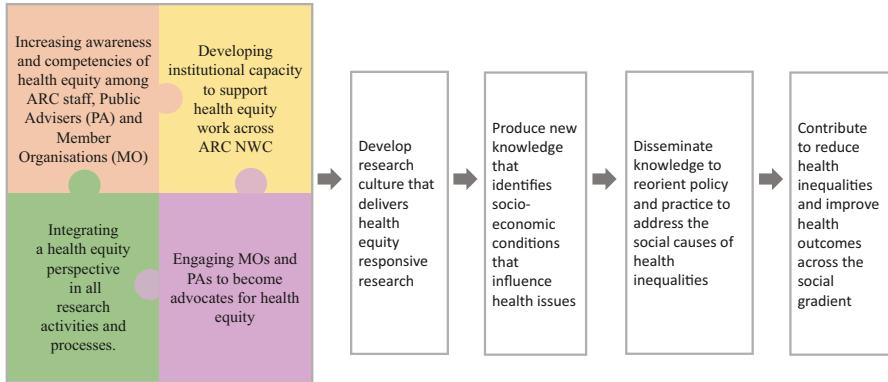 Increasing awareness
and competencies of
health equity among
ARC staff, Public
Advisers (PA) and
Member
Organisations (MO)
Developing
institutional capacity
to support
health equity
work across
ARC NWC
Integrating
a health equity
perspective
in all
research
activities and
processes.
Engaging MOs and
PAs to become
advocates for health
equity
Develop
research
culture that
delivers
health
equity
responsive
research
Produce new
knowledge
that
identifies
socio-
economic
conditions
that
influence
health issues
Disseminate
knowledge to
reorient policy
and practice to
address the
social causes of
health
inequalities
Contribute
to reduce
health
inequalities
and improve
health
outcomes
across the
social
gradient